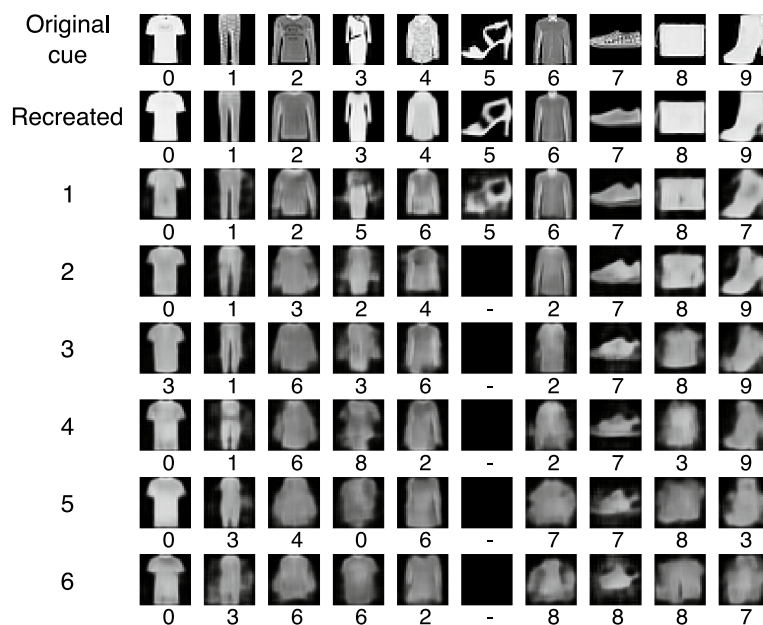 Original
cue
0 1 2 3 4 5 6 7 8 9
Recreated
0 1 2 3 4 5 6 7 8 9
1
0 1 2 5 6 5 6 7 8 7
2
0 1 3 2 4 - 2 7 8 9
3
3 1 6 3 6 - 2 7 8 9
4
0 1 6 8 2 - 2 7 3 9
5
0 3 4 0 6 - 7 7 8 3
6
0 3 6 6 2 - 8 8 8 7